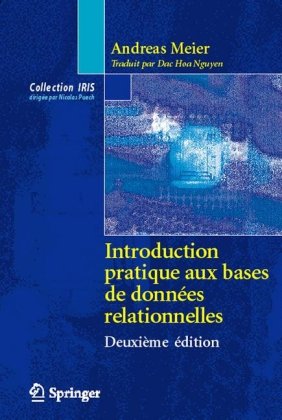 Andreas Meier
Traduit par Dac Hoa Nguyen
Collection IRIS
dirigée par Nicolas Puech
Introduction
pratique aux bases
de données
relationnelles
Deuxième édition
Springer